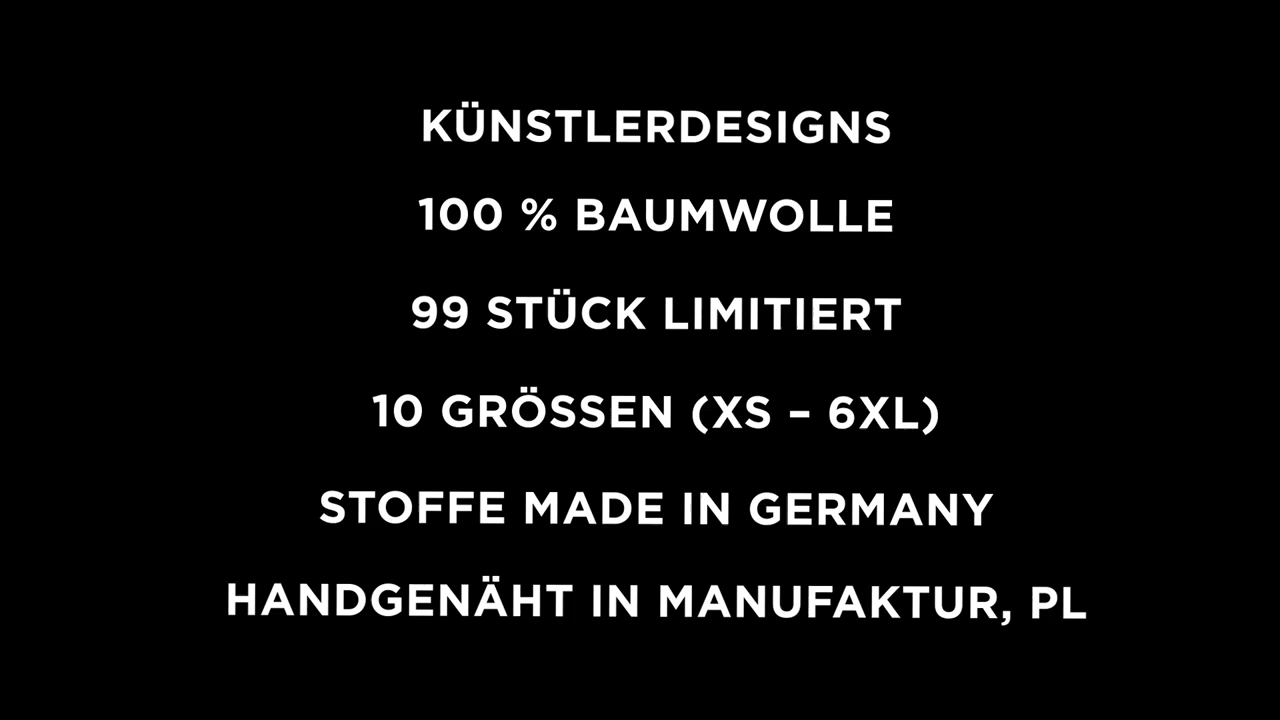 KÜNSTLERDESIGNS
100 % BAUMWOLLE
99 STÜCK LIMITIERT
10 GRÖSSEN (XS – 6XL)
STOFFE MADE IN GERMANY
HANDGENÄHT IN MANUFAKTUR, PL